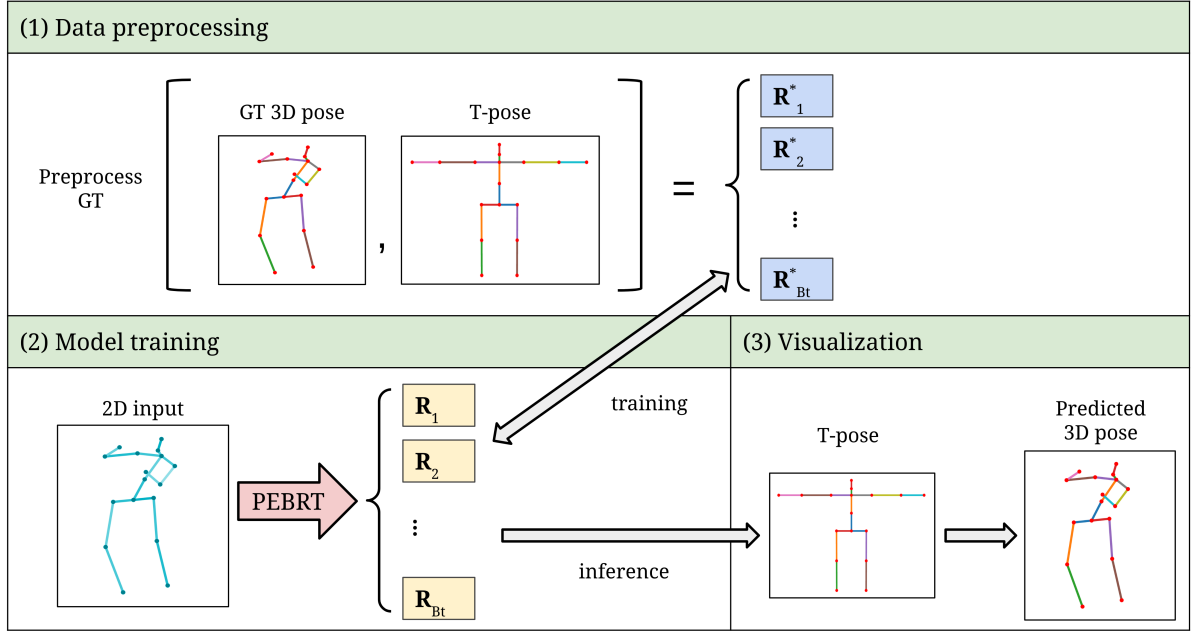 (1) Data preprocessing
Preprocess
GT
GT 3D pose
,
T-pose
=
R*1
R*2
...
R*Bt
(2) Model training
2D input
PEBRT
R1
R2
...
RBt
training
inference
(3) Visualization
T-pose
Predicted
3D pose